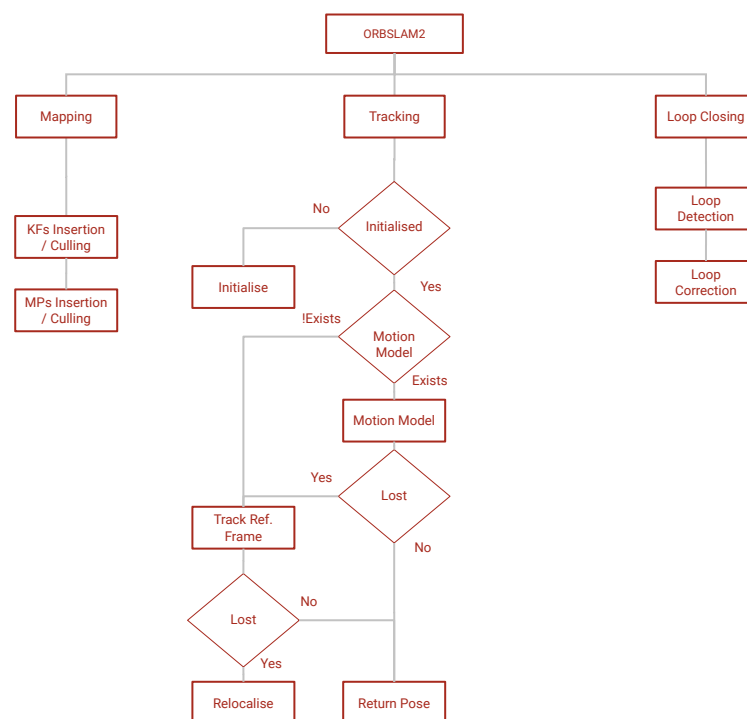 ORBSLAM2
Mapping
Tracking
Loop Closing
No
Initialised
KFs Insertion
/ Culling
Loop
Detection
Initialise
Yes
MPs Insertion
/ Culling
Loop
Correction
!Exists
Motion
Model
Exists
Motion Model
Yes
Lost
Track Ref.
Frame
No
No
Lost
Yes
Relocalise
Return Pose